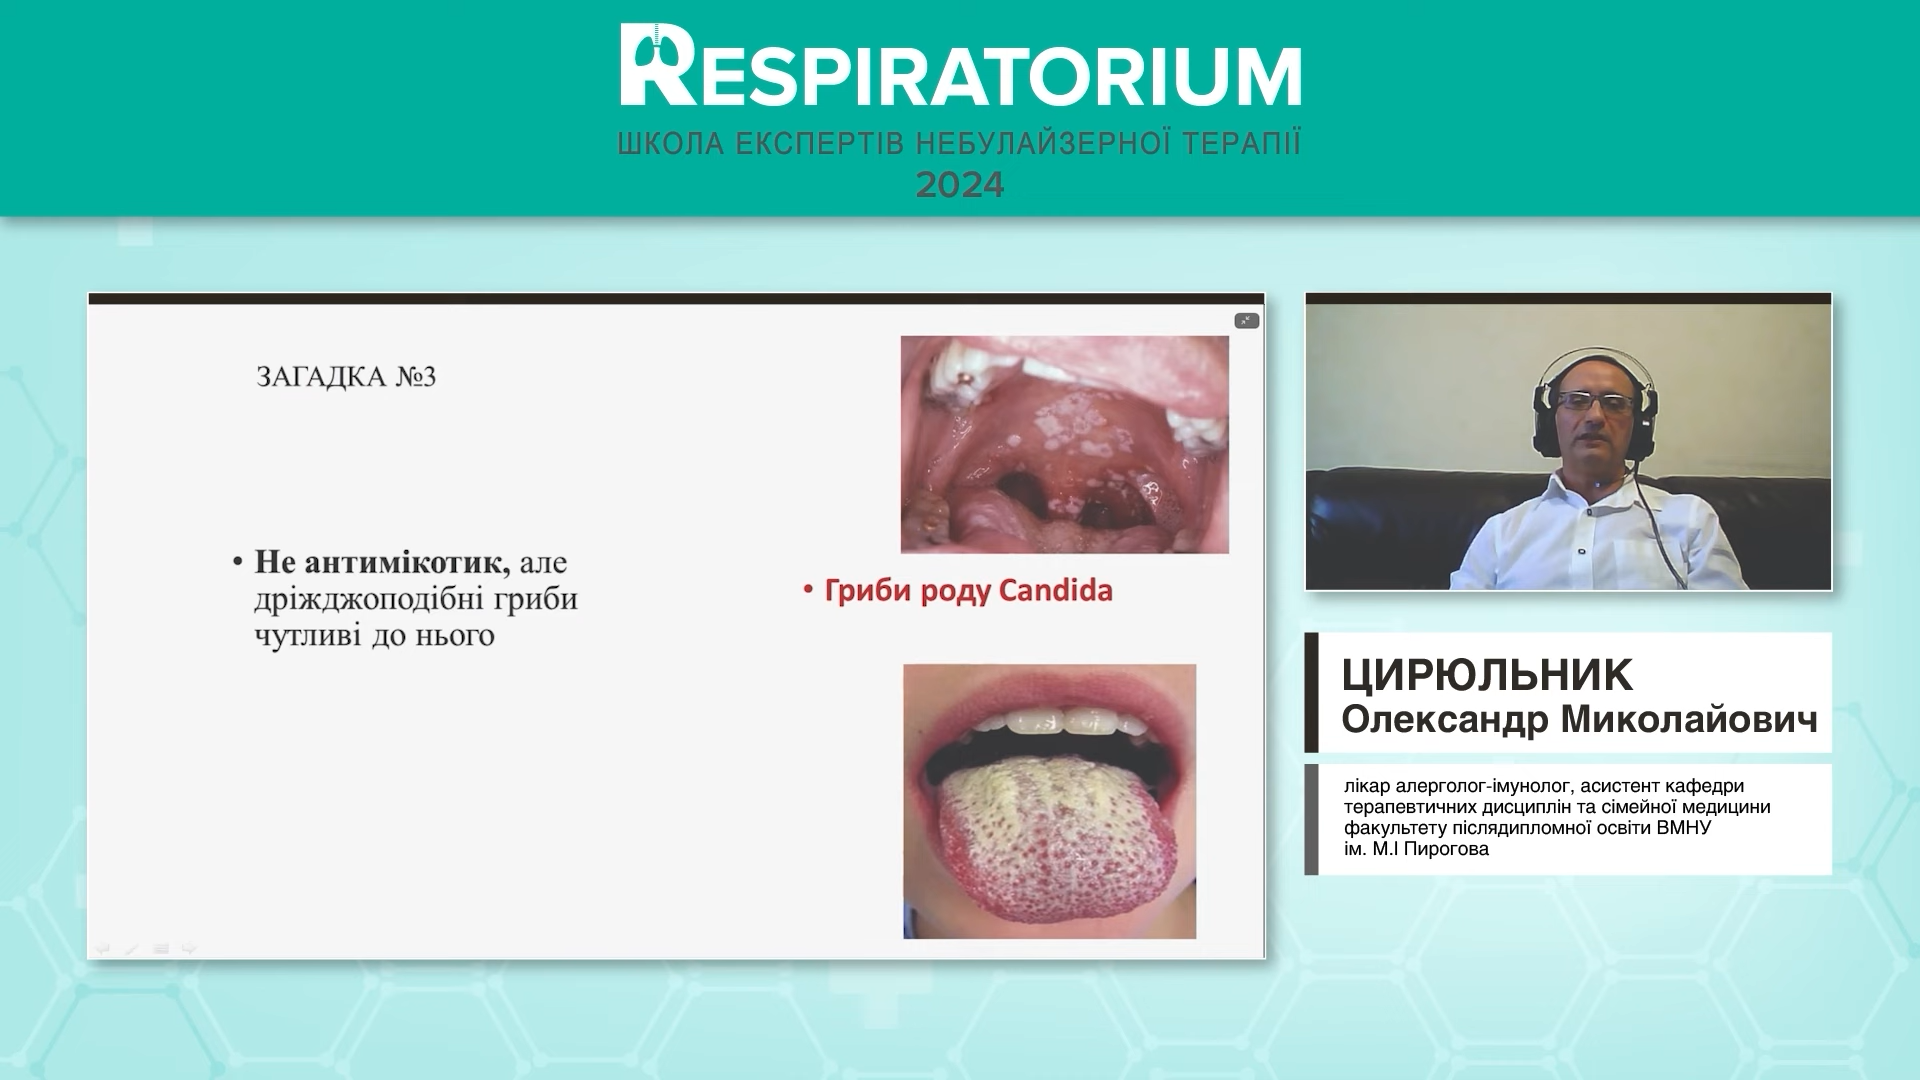 RESPIRATORIUM
ШКОЛА ЕКСПЕРТІВ НЕБУЛАЙЗЕРНОЇ ТЕРАПІЇ
2024
ЗАГАДКА №3
• Не антимікотик, але
дріжджоподібні гриби
чутливі до нього
• Гриби роду Candida
ЦИРЮЛЬНИК
Олександр Миколайович
лікар алерголог-імунолог, асистент кафедри
терапевтичних дисциплін та сімейної медицини
факультету післядипломної освіти ВМНУ
ім. М.І Пирогова